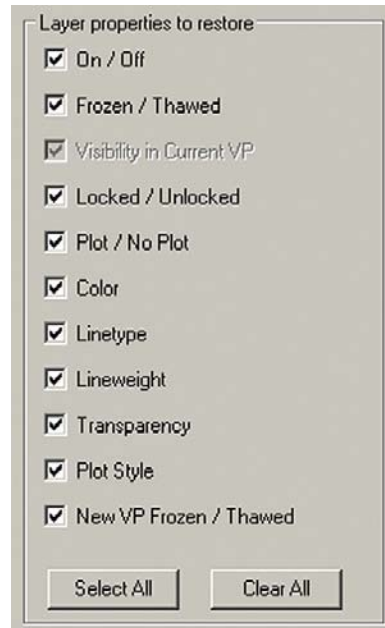 Layer properties to restore
On / Off
Frozen / Thawed
Visibility in Current VP
Locked / Unlocked
Plot / No Plot
Color
Linetype
Lineweight
Transparency
Plot Style
New VP Frozen / Thawed
Select All Clear All